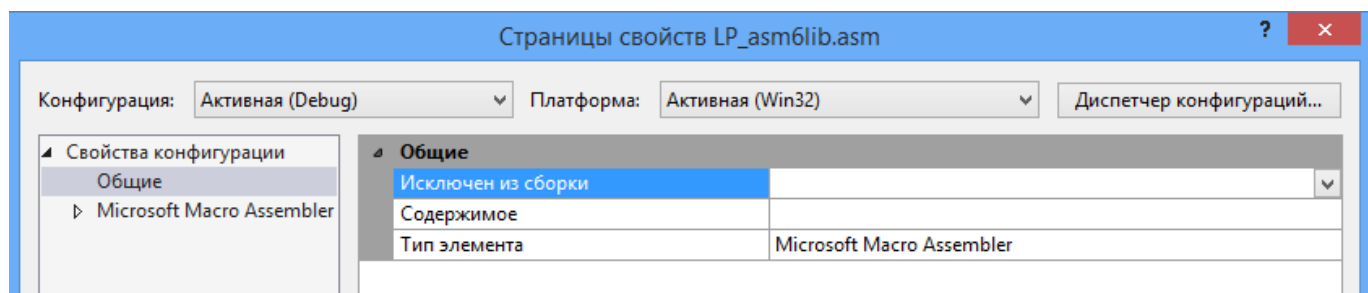 Страницы свойств LP_asm6lib.asm ? ×
Конфигурация: Активная (Debug) Платформа: Активная (Win32) Диспетчер конфигураций...
Свойства конфигурации
Общие
Microsoft Macro Assembler
Общие
Исключен из сборки
Содержимое
Тип элемента Microsoft Macro Assembler